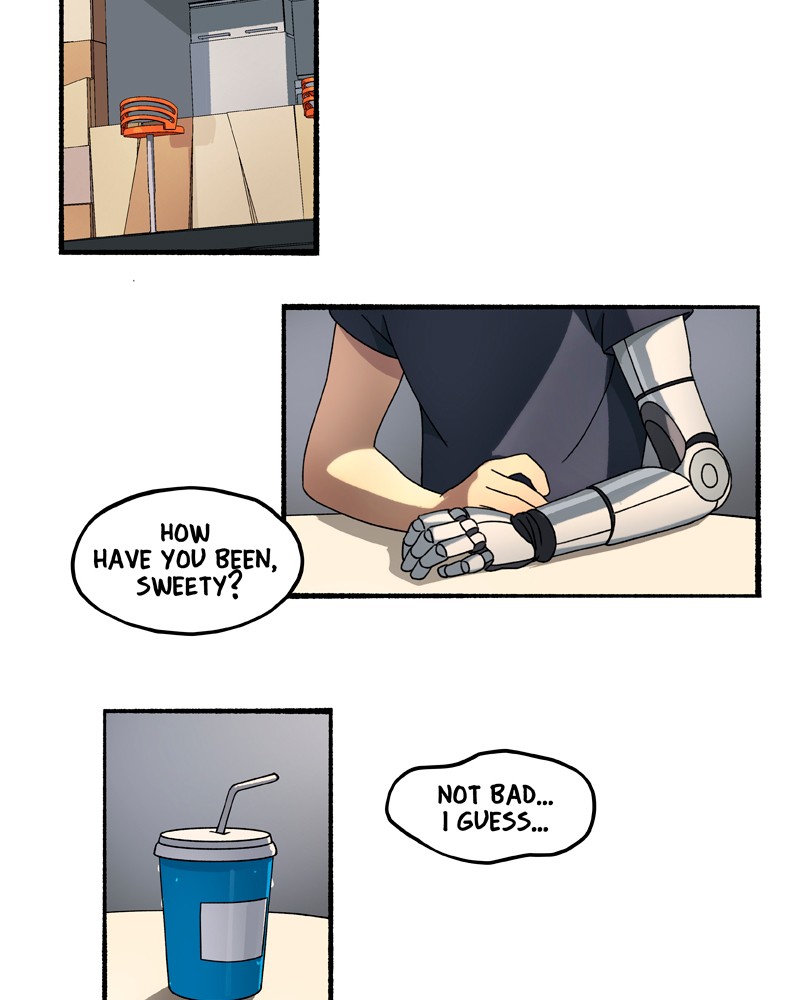 HOW
HAVE YOU BEEN,
SWEETY?
NOT BAD...
I GUESS...